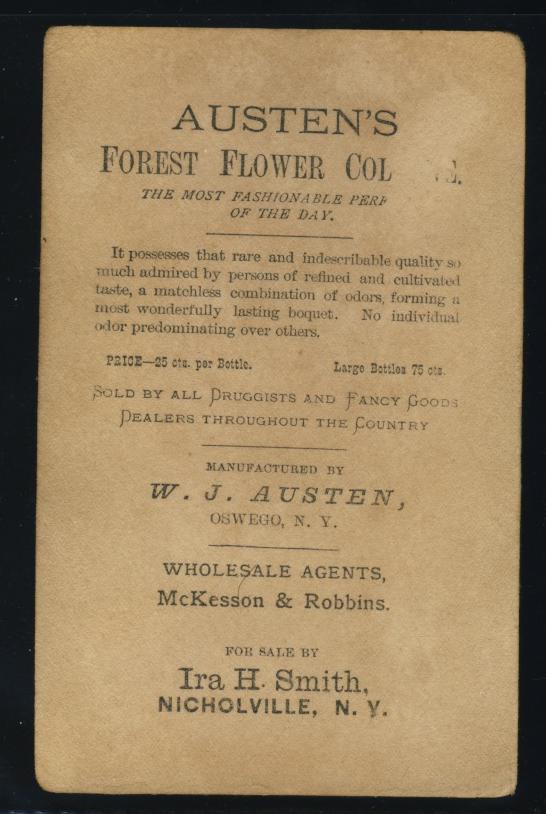 AUSTEN'S
FOREST FLOWER COL E.
THE MOST FASHIONABLE PERF
OF THE DAY.
It possesses that rare and indescribable quality so
much admired by persons of refined and cultivated
taste, a matchless combination of odors, forming a
most wonderfully lasting boquet. No individual
odor predominating over others.
PRICE—25 cts. per Bottle. Large Bottles 75 cts.
SOLD BY ALL DRUGGISTS AND FANCY GOODS
DEALERS THROUGHOUT THE COUNTRY
MANUFACTURED BY
W. J. AUSTEN,
OSWEGO, N. Y.
WHOLESALE AGENTS,
McKesson & Robbins.
FOR SALE BY
Ira H. Smith,
NICHOLVILLE, N. Y.